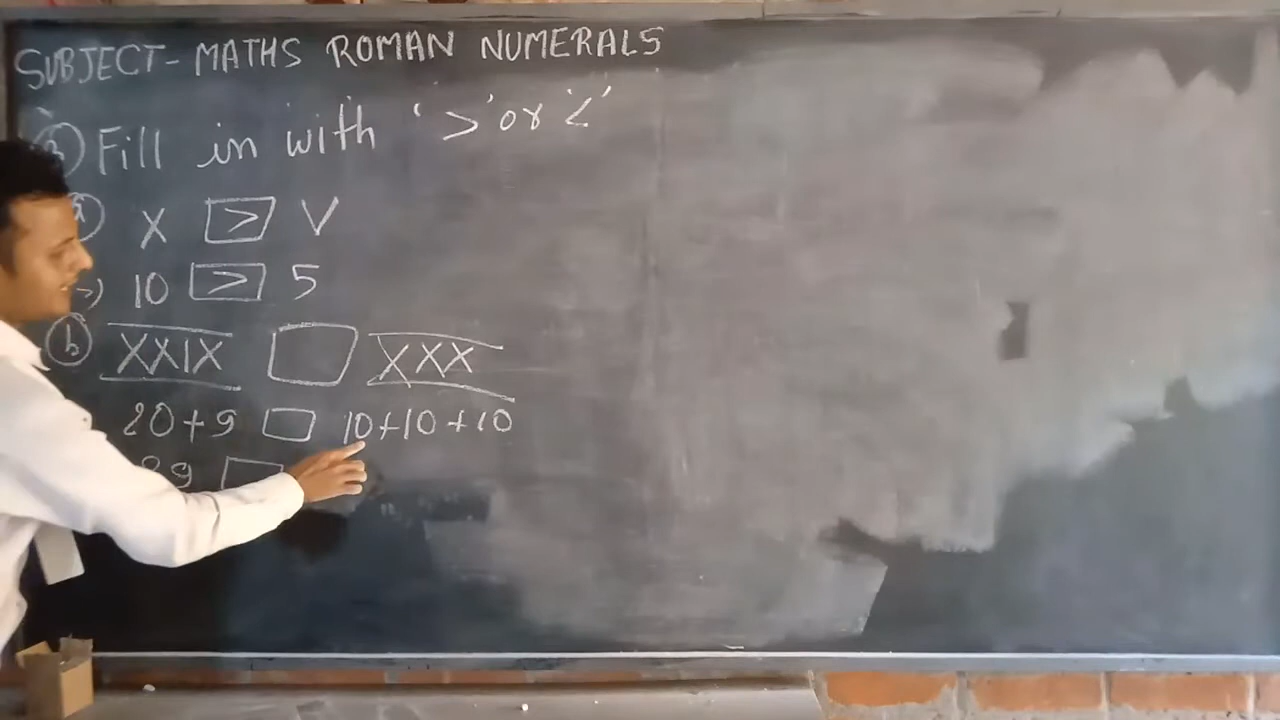 SUBJECT - MATHS ROMAN NUMERALS
Fill in with '>' or '<'
a) X > V
10 > 5
b) XXIX □ XXX
20+9 □ 10+10+10
29 □